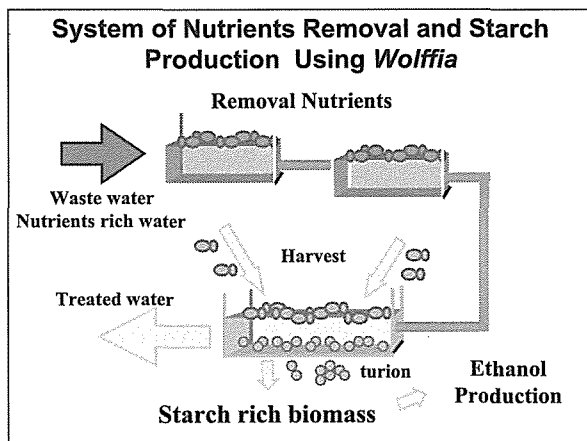 System of Nutrients Removal and Starch
Production Using Wolffia
Removal Nutrients
Waste water
Nutrients rich water
Harvest
Treated water
turion
Ethanol
Production
Starch rich biomass